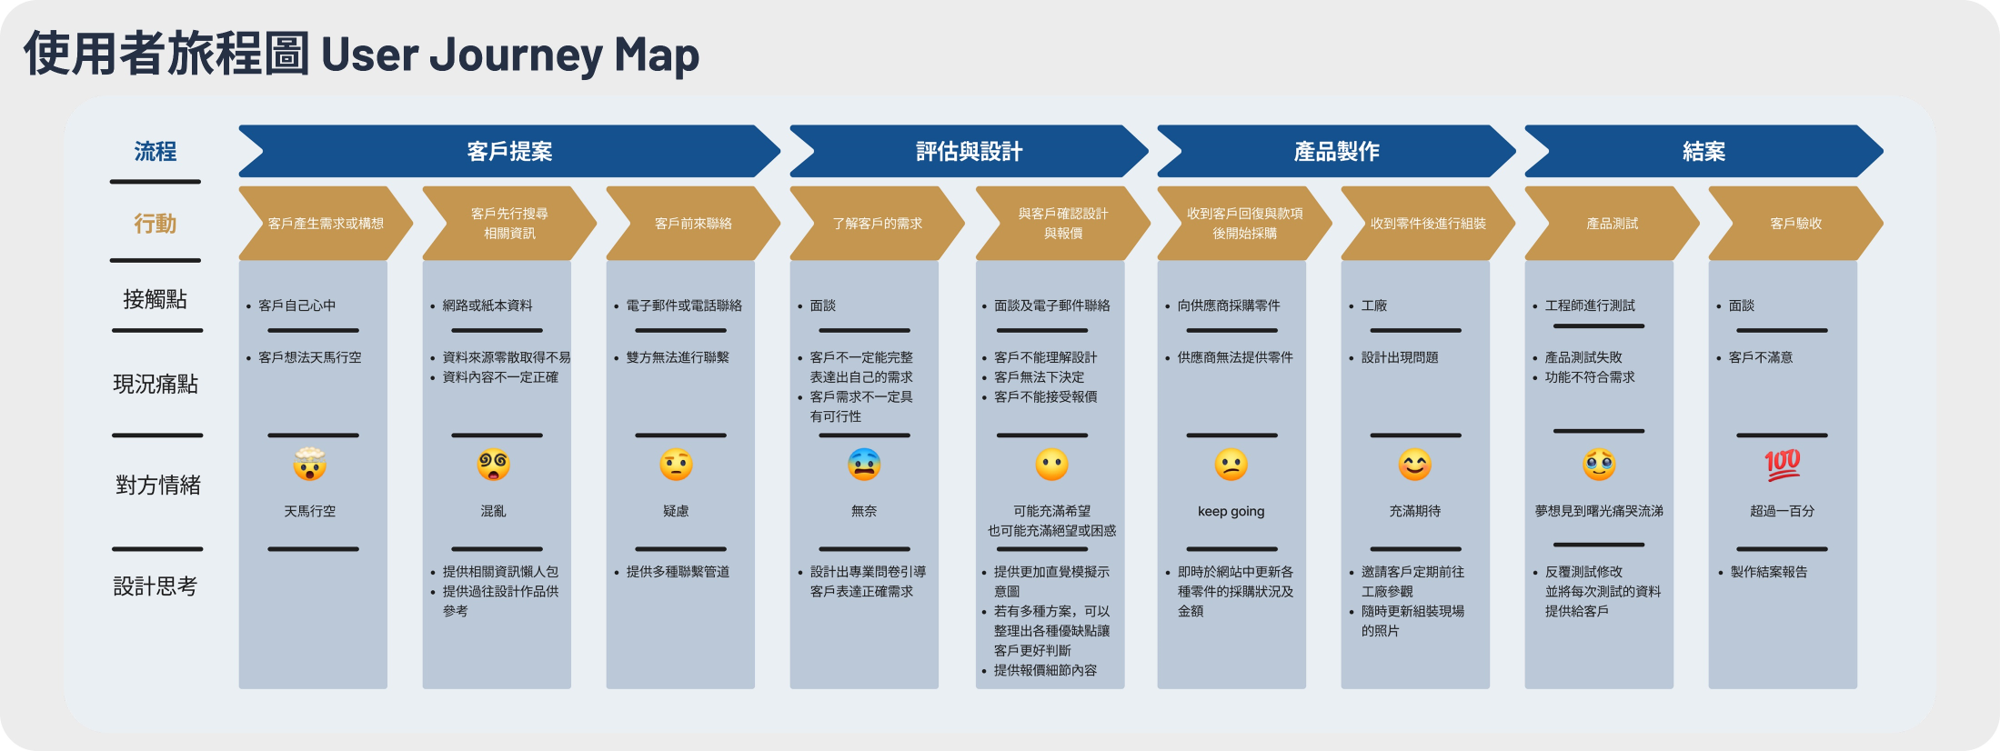 使用者旅程圖 User Journey Map
流程
客戶提案
評估與設計
產品製作
結案
行動
客戶產生需求或構想
客戶先行搜尋
相關資訊
客戶前來聯絡
了解客戶的需求
與客戶確認設計
與報價
收到客戶回復與款項
後開始採購
收到零件後進行組裝
產品測試
客戶驗收
接觸點
• 客戶自己心中
• 網路或紙本資料
• 電子郵件或電話聯絡
• 面談
• 面談及電子郵件聯絡
• 向供應商採購零件
• 工廠
• 工程師進行測試
• 面談
現況痛點
• 客戶想法天馬行空
• 資料來源零散取得不易
• 資料內容不一定正確
• 雙方無法進行聯繫
• 客戶不一定能完整
表達出自己的需求
• 客戶需求不一定具
有可行性
• 客戶不能理解設計
• 客戶無法下決定
• 客戶不能接受報價
• 供應商無法提供零件
• 設計出現問題
• 產品測試失敗
• 功能不符合需求
• 客戶不滿意
對方情緒
天馬行空
混亂
疑慮
無奈
可能充滿希望
也可能充滿絕望或困惑
keep going
充滿期待
夢想見到曙光痛哭流涕
100
超過一百分
設計思考
• 提供相關資訊懶人包
• 提供過往設計作品供
參考
• 提供多種聯繫管道
• 設計出專業問卷引導
客戶表達正確需求
• 提供更加直覺模擬示
意圖
• 若有多種方案，可以
整理出各種優缺點讓
客戶更好判斷
• 提供報價細節內容
• 即時於網站中更新各
種零件的採購狀況及
金額
• 邀請客戶定期前往
工廠參觀
• 隨時更新組裝現場
的照片
• 反覆測試修改
並將每次測試的資料
提供給客戶
• 製作結案報告